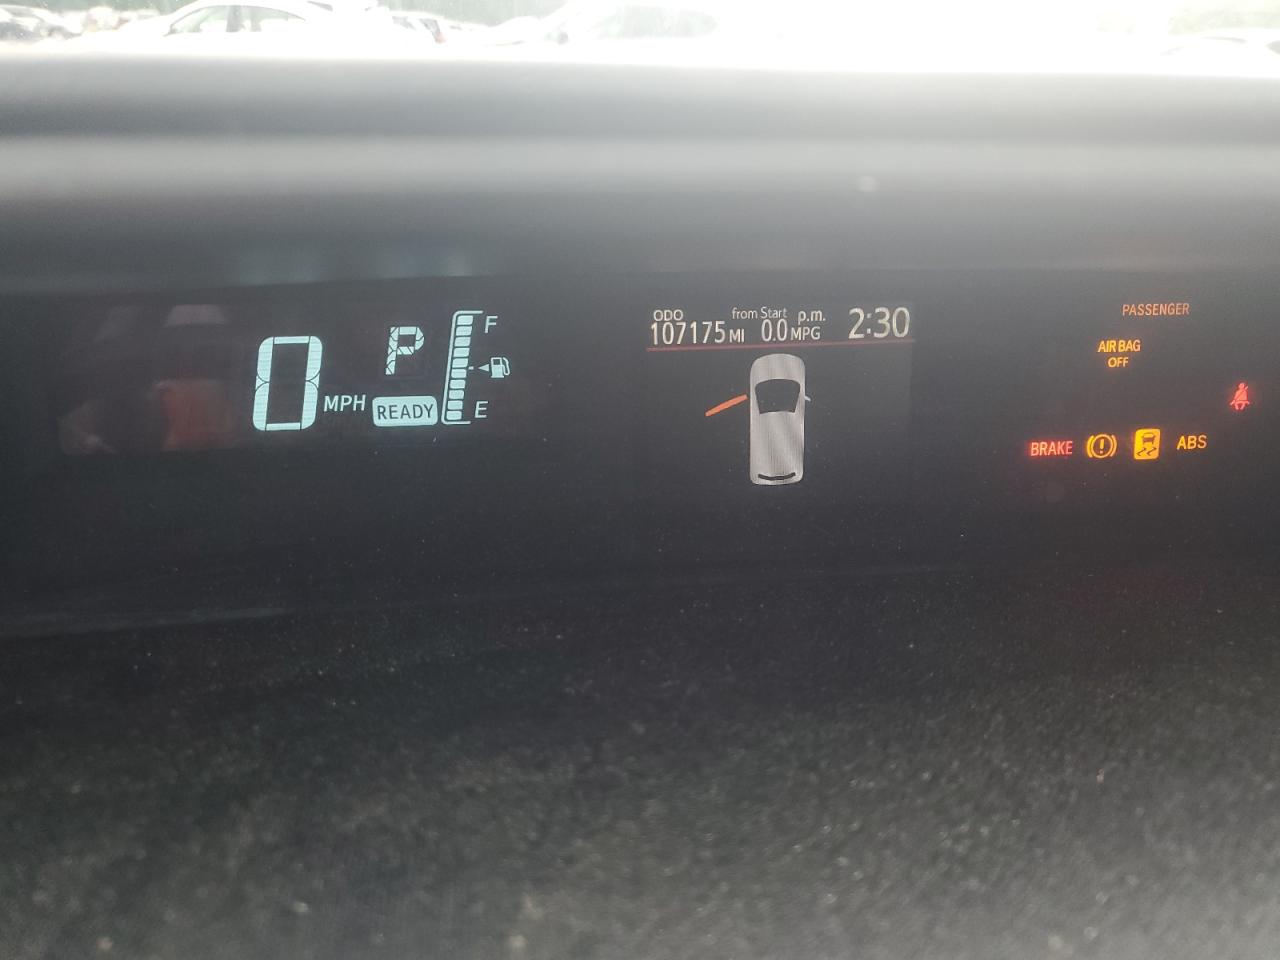 0 MPH
P
READY
F
E
ODO from Start p.m. 2:30
107175 MI 0.0 MPG
PASSENGER
AIR BAG
OFF
BRAKE ABS